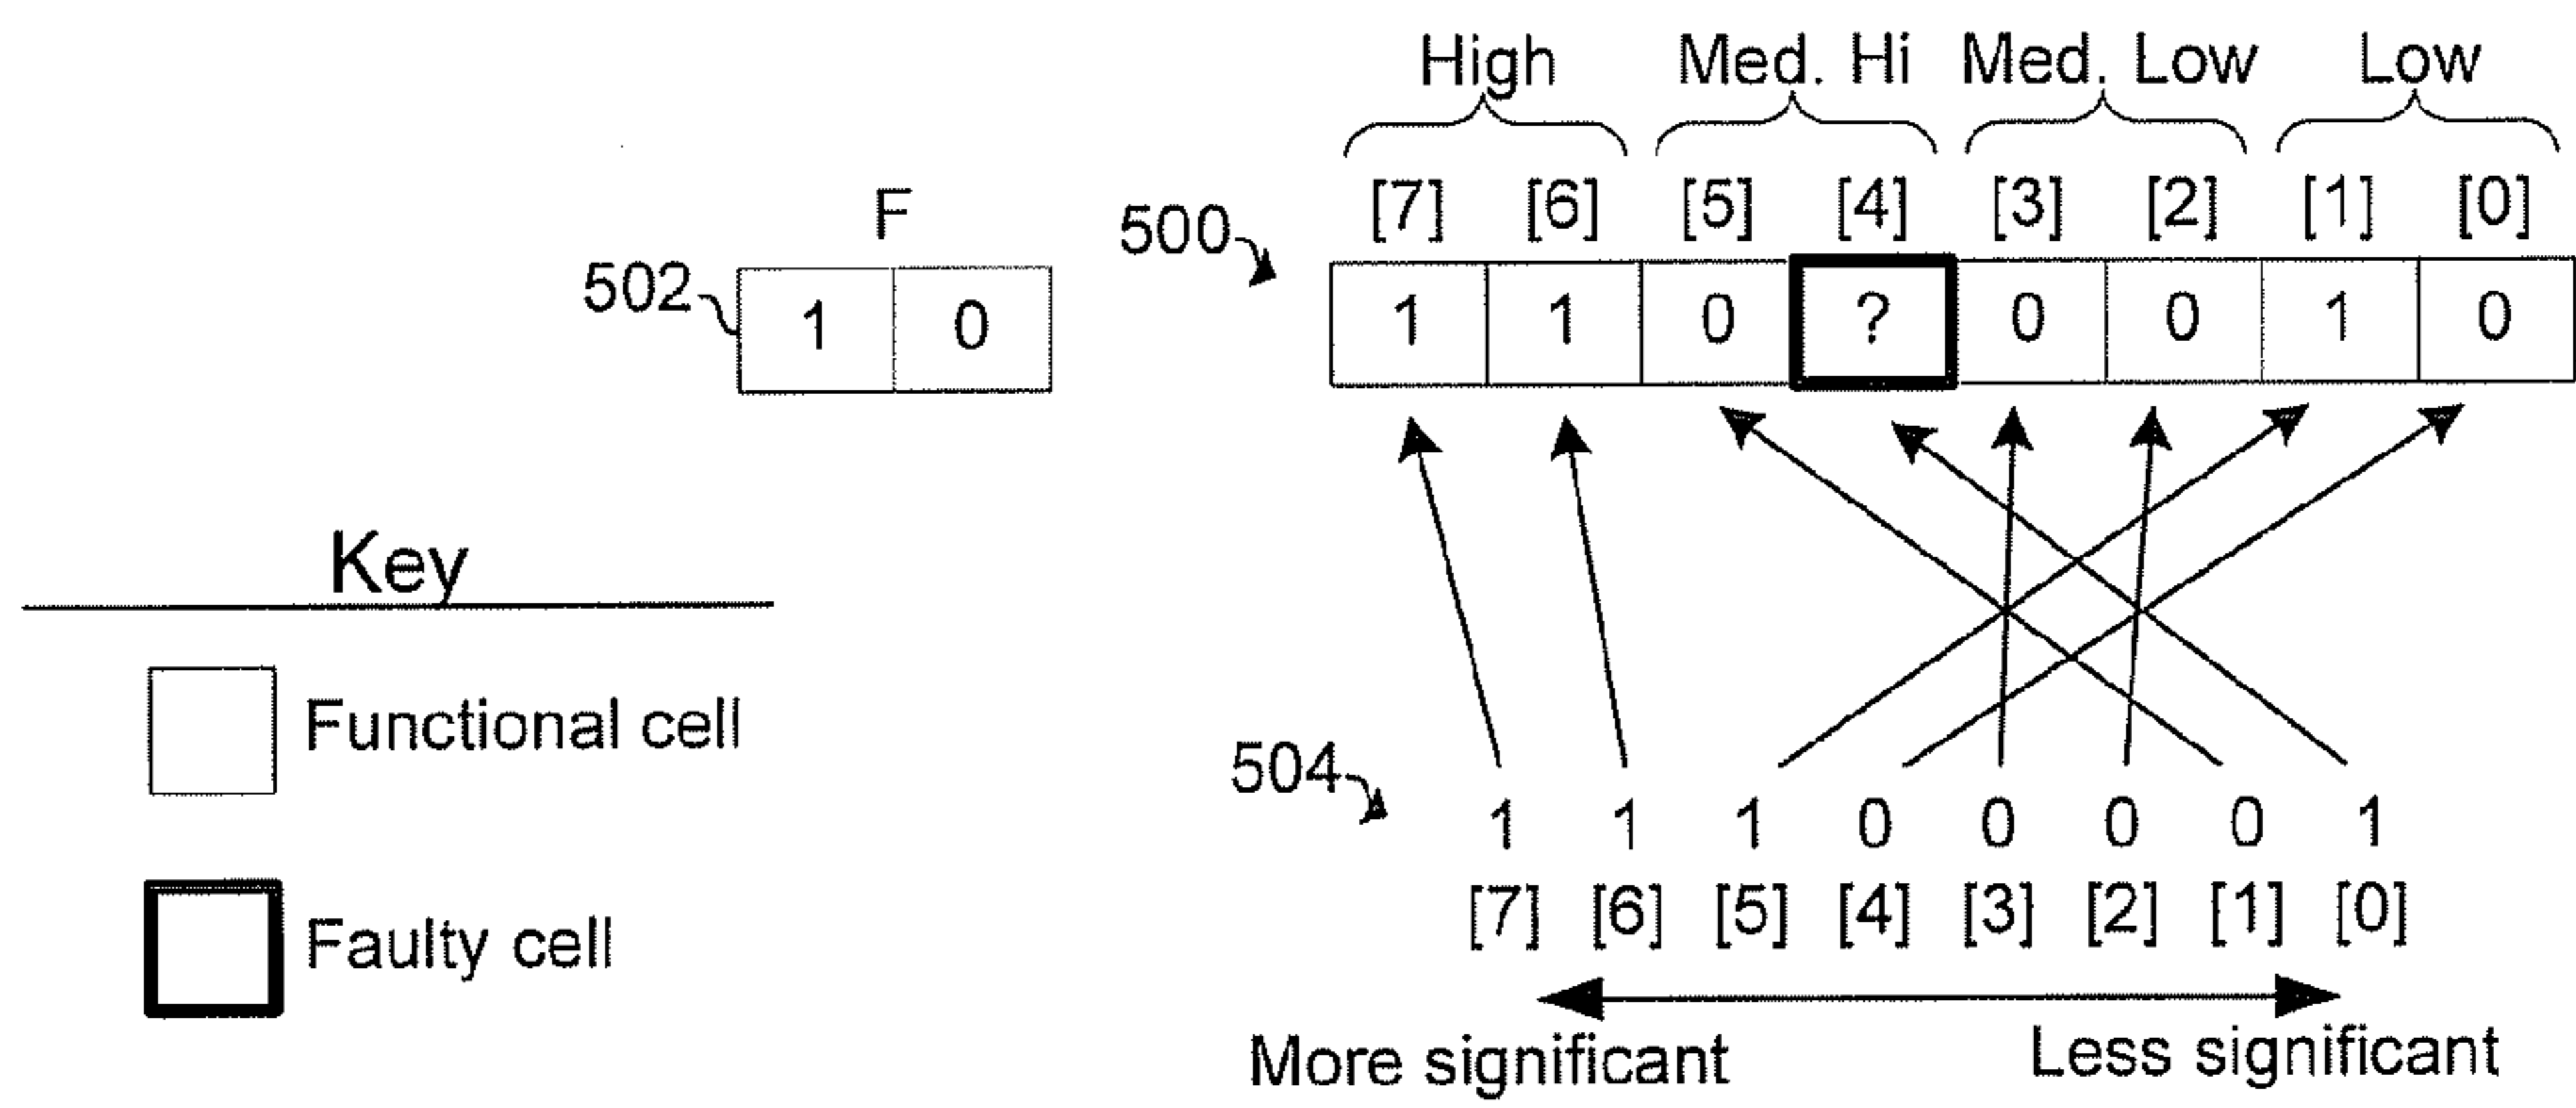 High Med. Hi Med. Low Low
[7] [6] [5] [4] [3] [2] [1] [0]
F
500
502
1 0
1 1 0 ? 0 0 1 0
Key
Functional cell
Faulty cell
504
1 1 1 0 0 0 0 1
[7] [6] [5] [4] [3] [2] [1] [0]
More significant Less significant